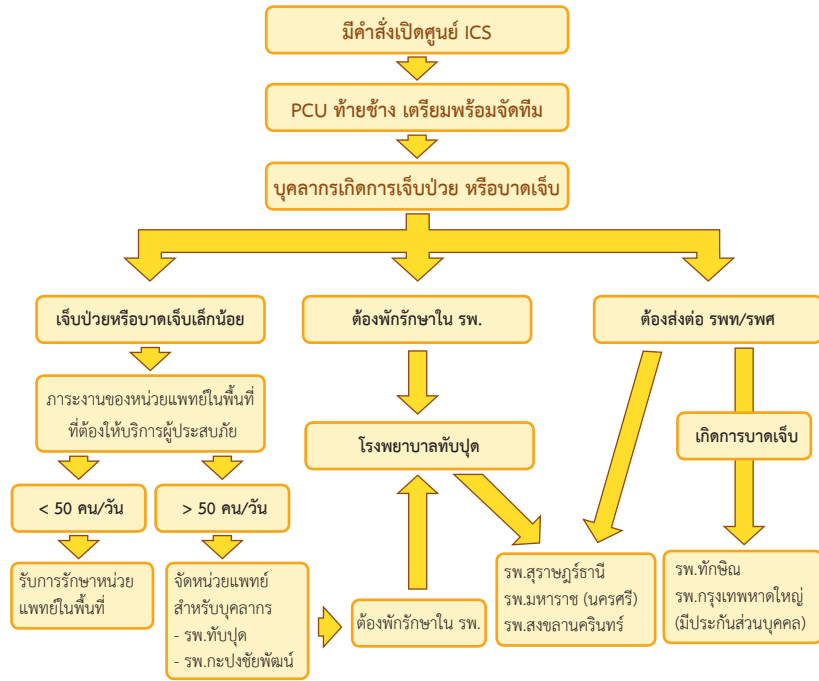 มีคำสั่งเปิดศูนย์ ICS
PCU ท้ายช้าง เตรียมพร้อมจัดทีม
บุคลากรเกิดการเจ็บป่วย หรือบาดเจ็บ
เจ็บป่วยหรือบาดเจ็บเล็กน้อย
ต้องพักรักษาใน รพ.
ต้องส่งต่อ รพท/รพศ
ภาระงานของหน่วยแพทย์ในพื้นที่
ที่ต้องให้บริการผู้ประสบภัย
โรงพยาบาลทับปุด
เกิดการบาดเจ็บ
< 50 คน/วัน
> 50 คน/วัน
รับการรักษาหน่วย
แพทย์ในพื้นที่
จัดหน่วยแพทย์
สำหรับบุคลากร
- รพ.ทับปุด
- รพ.กะปงชัยพัฒน์
ต้องพักรักษาใน รพ.
รพ.สุราษฎร์ธานี
รพ.มหาราช (นครศรี)
รพ.สงขลานครินทร์
รพ.ทักษิณ
รพ.กรุงเทพหาดใหญ่
(มีประกันส่วนบุคคล)